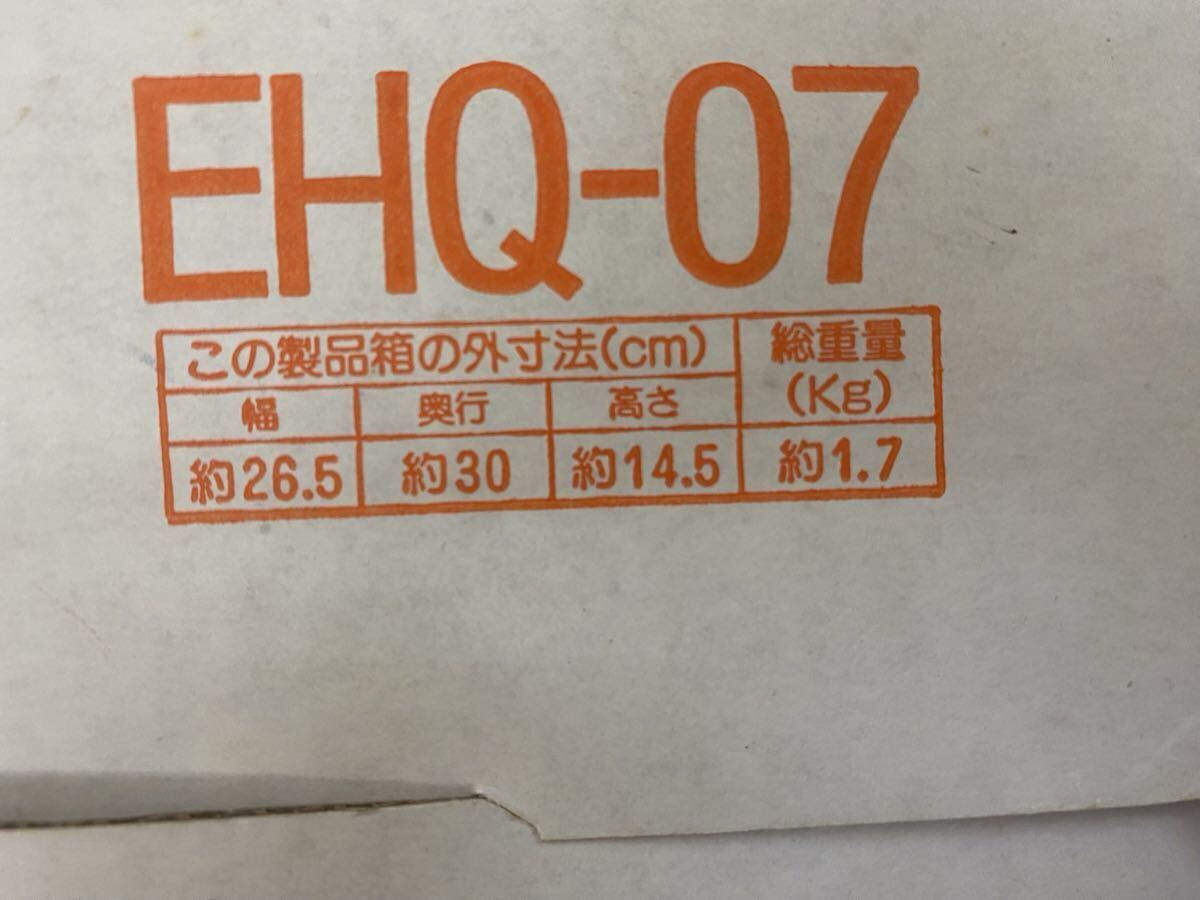 EHQ-07
この製品箱の外寸法(cm) 総重量
(Kg)
幅 奥行 高さ
約26.5 約30 約14.5 約1.7